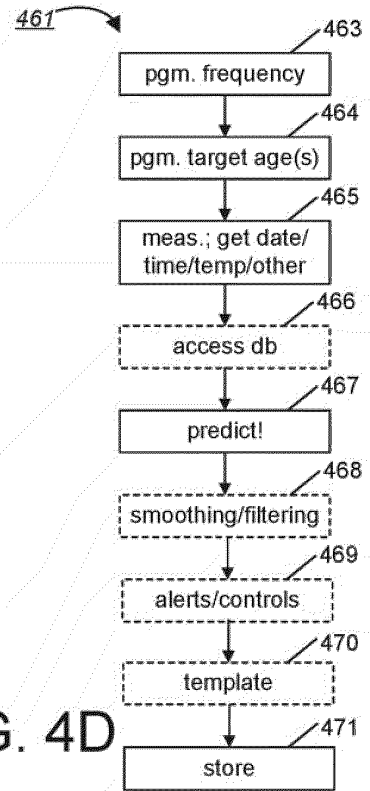 461
463
pgm. frequency
464
pgm. target age(s)
465
meas.; get date/
time/temp/other
466
access db
467
predict!
468
smoothing/filtering
469
alerts/controls
470
template
G. 4D
471
store